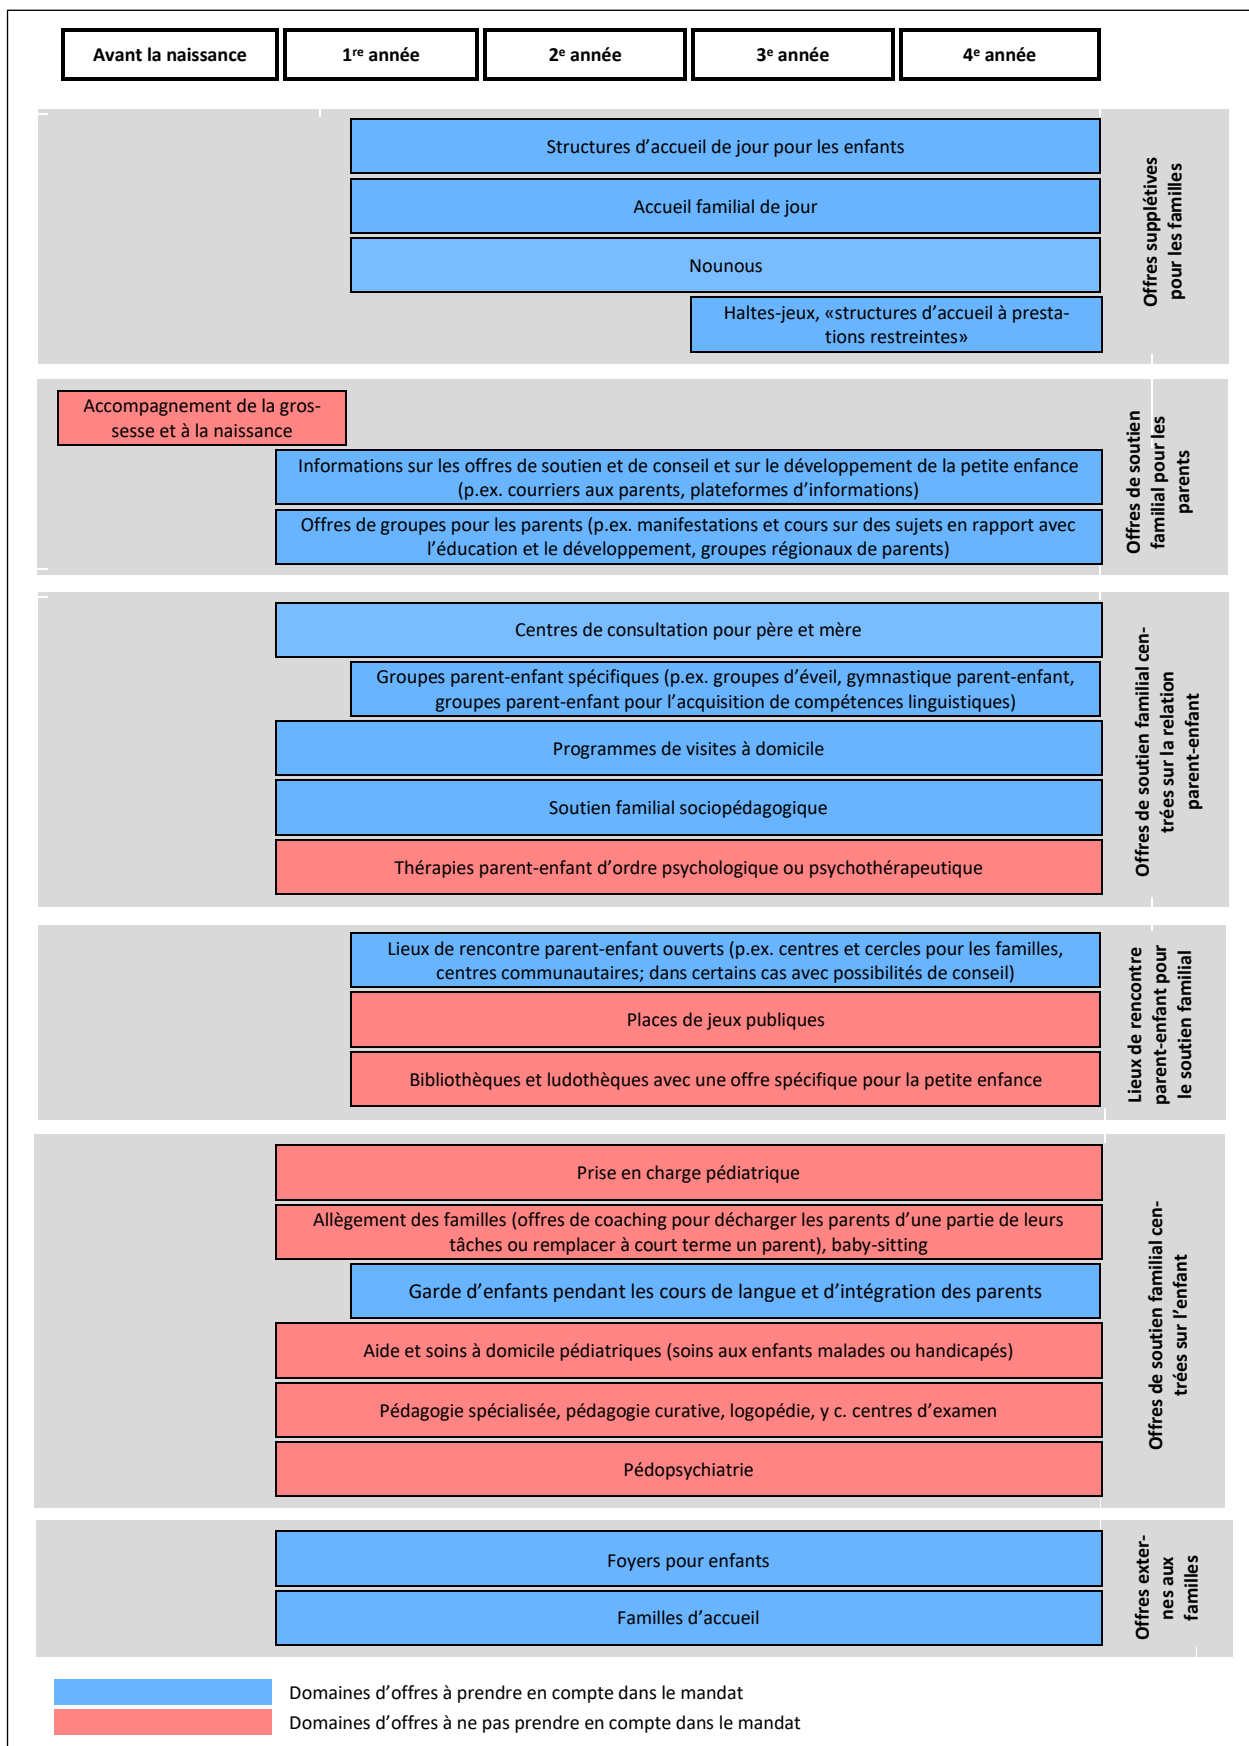 Avant la naissance
1re année
2e année
3e année
4e année
Structures d’accueil de jour pour les enfants
Accueil familial de jour
Nounous
Haltes-jeux, «structures d’accueil à presta-
tions restreintes»
Offres supplétives
pour les familles
Accompagnement de la gros-
sesse et à la naissance
Informations sur les offres de soutien et de conseil et sur le développement de la petite enfance
(p.ex. courriers aux parents, plateformes d’informations)
Offres de groupes pour les parents (p.ex. manifestations et cours sur des sujets en rapport avec
l’éducation et le développement, groupes régionaux de parents)
Offres de soutien
familial pour les
parents
Centres de consultation pour père et mère
Groupes parent-enfant spécifiques (p.ex. groupes d’éveil, gymnastique parent-enfant,
groupes parent-enfant pour l’acquisition de compétences linguistiques)
Programmes de visites à domicile
Soutien familial sociopédagogique
Thérapies parent-enfant d’ordre psychologique ou psychothérapeutique
Offres de soutien familial cen-
trées sur la relation
parent-enfant
Lieux de rencontre parent-enfant ouverts (p.ex. centres et cercles pour les familles,
centres communautaires; dans certains cas avec possibilités de conseil)
Places de jeux publiques
Bibliothèques et ludothèques avec une offre spécifique pour la petite enfance
Lieux de rencontre
parent-enfant pour
le soutien familial
Prise en charge pédiatrique
Allègement des familles (offres de coaching pour décharger les parents d’une partie de leurs
tâches ou remplacer à court terme un parent), baby-sitting
Garde d’enfants pendant les cours de langue et d’intégration des parents
Aide et soins à domicile pédiatriques (soins aux enfants malades ou handicapés)
Pédagogie spécialisée, pédagogie curative, logopédie, y c. centres d’examen
Pédopsychiatrie
Offres de soutien familial cen-
trées sur l’enfant
Foyers pour enfants
Familles d’accueil
Offres exter-
nes aux
familles
Domaines d’offres à prendre en compte dans le mandat
Domaines d’offres à ne pas prendre en compte dans le mandat